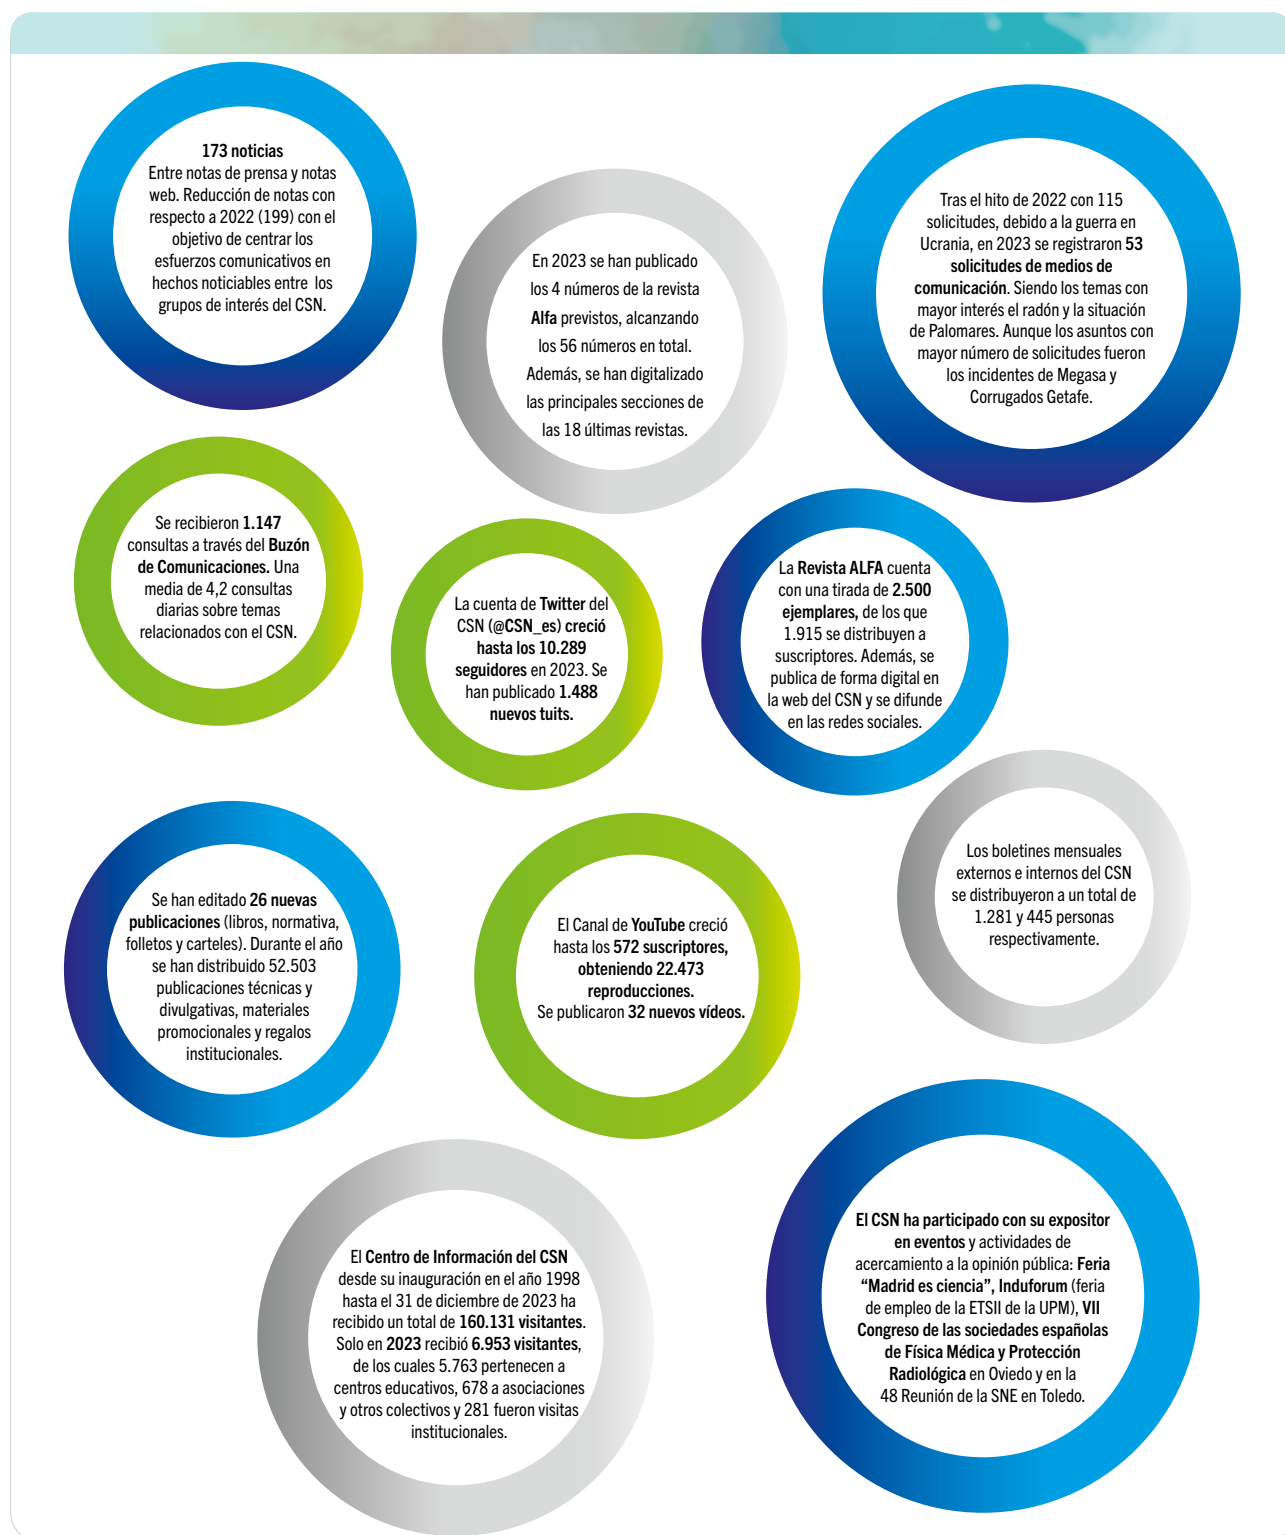 173 noticias
Entre notas de prensa y notas
web. Reducción de notas con
respecto a 2022 (199) con el
objetivo de centrar los
esfuerzos comunicativos en
hechos noticiables entre los
grupos de interés del CSN.
En 2023 se han publicado
los 4 números de la revista
Alfa previstos, alcanzando
los 56 números en total.
Además, se han digitalizado
las principales secciones de
las 18 últimas revistas.
Tras el hito de 2022 con 115
solicitudes, debido a la guerra en
Ucrania, en 2023 se registraron 53
solicitudes de medios de
comunicación. Siendo los temas con
mayor interés el radón y la situación
de Palomares. Aunque los asuntos con
mayor número de solicitudes fueron
los incidentes de Megasa y
Corrugados Getafe.
Se recibieron 1.147
consultas a través del Buzón
de Comunicaciones. Una
media de 4,2 consultas
diarias sobre temas
relacionados con el CSN.
La cuenta de Twitter del
CSN (@CSN_es) creció
hasta los 10.289
seguidores en 2023. Se
han publicado 1.488
nuevos tuits.
La Revista ALFA cuenta
con una tirada de 2.500
ejemplares, de los que
1.915 se distribuyen a
suscriptores. Además, se
publica de forma digital en
la web del CSN y se difunde
en las redes sociales.
Los boletines mensuales
externos e internos del CSN
se distribuyeron a un total de
1.281 y 445 personas
respectivamente.
Se han editado 26 nuevas
publicaciones (libros, normativa,
folletos y carteles). Durante el año
se han distribuido 52.503
publicaciones técnicas y
divulgativas, materiales
promocionales y regalos
institucionales.
El Canal de YouTube creció
hasta los 572 suscriptores,
obteniendo 22.473
reproducciones.
Se publicaron 32 nuevos vídeos.
El Centro de Información del CSN
desde su inauguración en el año 1998
hasta el 31 de diciembre de 2023 ha
recibido un total de 160.131 visitantes.
Solo en 2023 recibió 6.953 visitantes,
de los cuales 5.763 pertenecen a
centros educativos, 678 a asociaciones
y otros colectivos y 281 fueron visitas
institucionales.
El CSN ha participado con su expositor
en eventos y actividades de
acercamiento a la opinión pública: Feria
“Madrid es ciencia”, Induforum (feria
de empleo de la ETSII de la UPM), VII
Congreso de las sociedades españolas
de Física Médica y Protección
Radiológica en Oviedo y en la
48 Reunión de la SNE en Toledo.